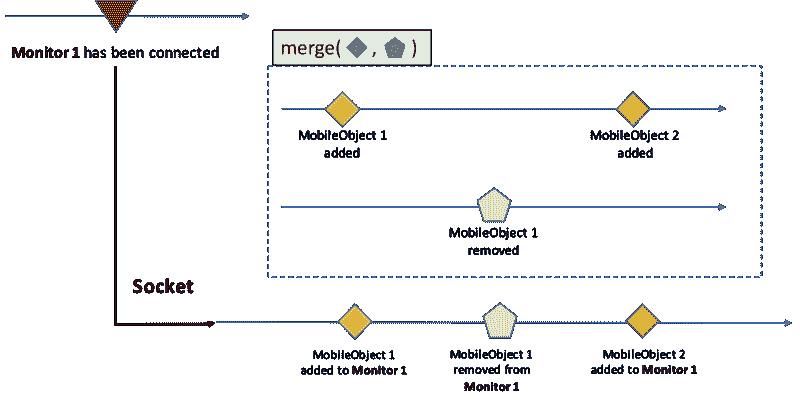 Monitor 1 has been connected
merge( , )
MobileObject 1
added
MobileObject 2
added
MobileObject 1
removed
Socket
MobileObject 1
added to Monitor 1
MobileObject 1
removed from
Monitor 1
MobileObject 2
added to Monitor 1